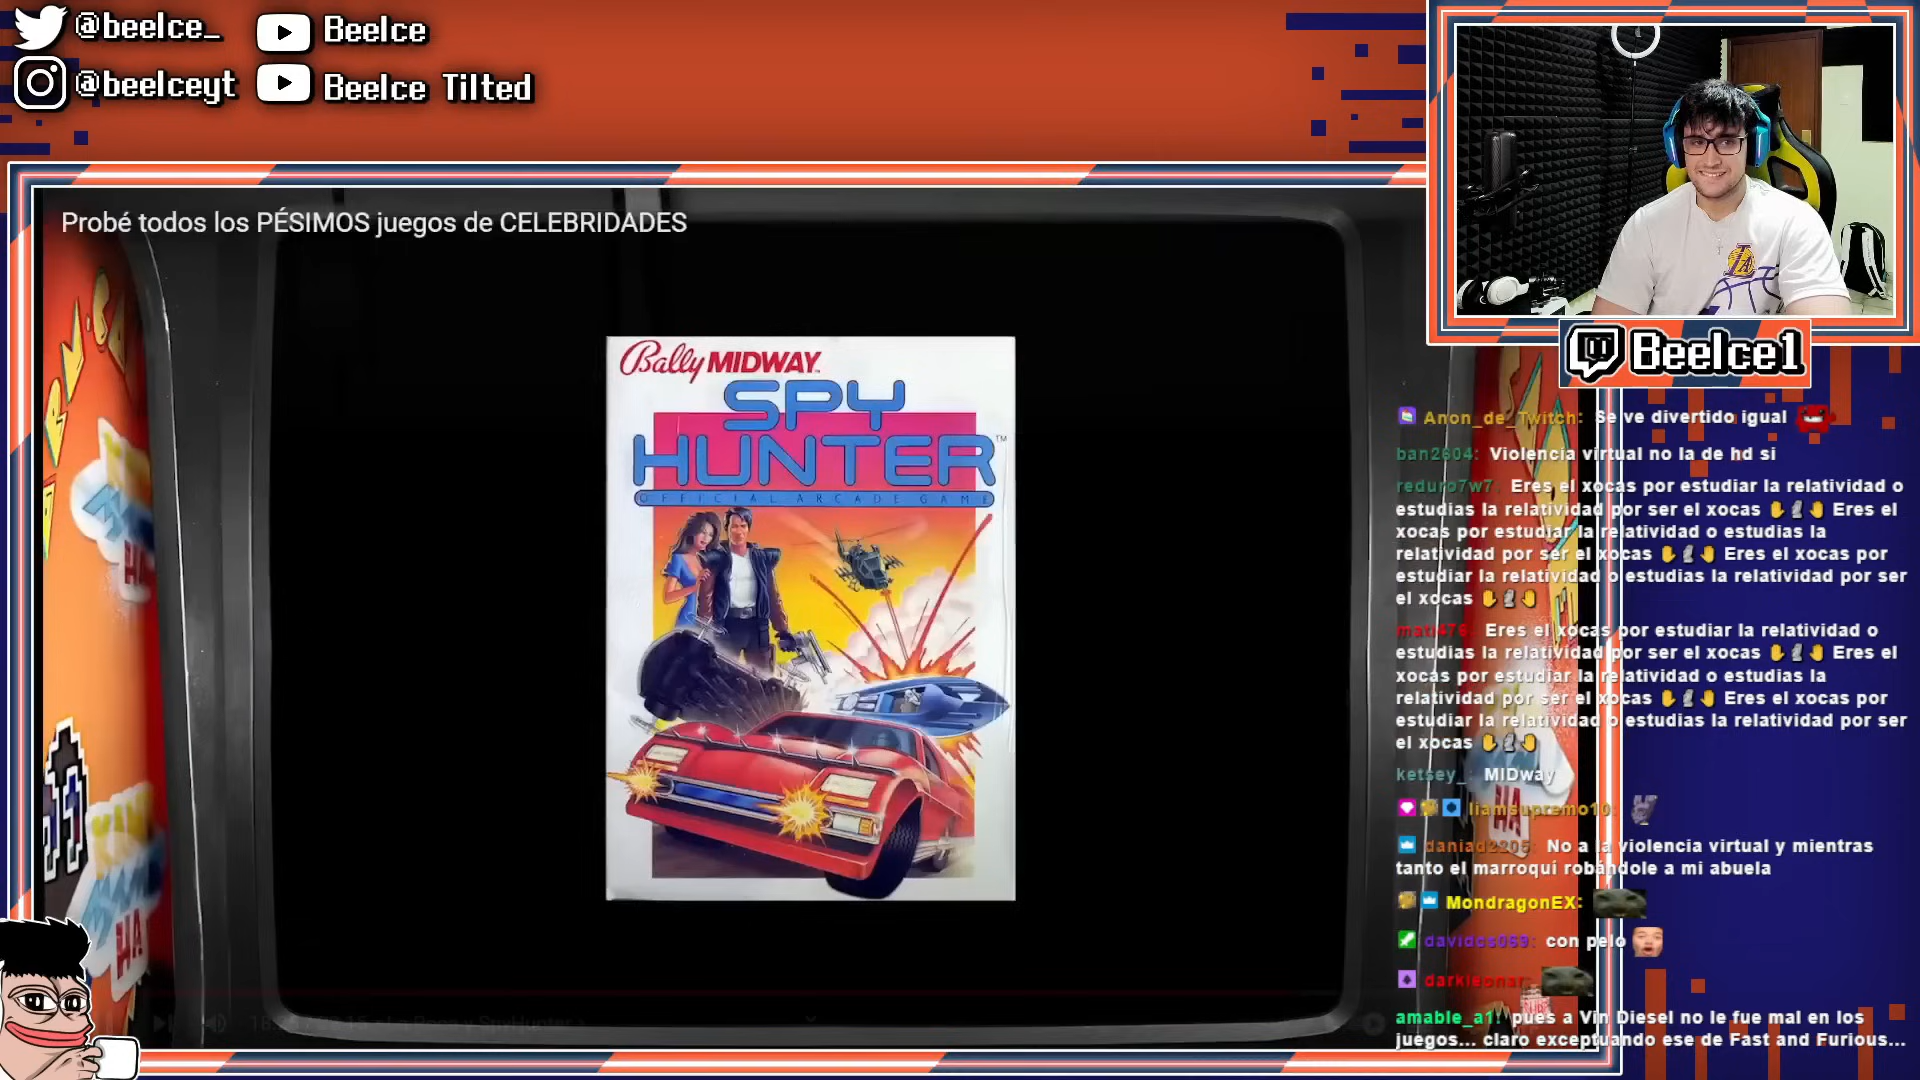 @beelce_
Beelce
@beelceyt
Beelce Tilted
Probé todos los PÉSIMOS juegos de CELEBRIDADES
Bally MIDWAY
SPY
HUNTER™
OFFICIAL ARCADE GAME
Beelce1
Anon_de_Twitch: Se ve divertido igual
ban2604: Violencia virtual no la de hd si
reduro7w7: Eres el xocas por estudiar la relatividad o
estudias la relatividad por ser el xocas ✋🗿🤚 Eres el
xocas por estudiar la relatividad o estudias la
relatividad por ser el xocas ✋🗿🤚 Eres el xocas por
estudiar la relatividad o estudias la relatividad por ser
el xocas ✋🗿🤚
mati476: Eres el xocas por estudiar la relatividad o
estudias la relatividad por ser el xocas ✋🗿🤚 Eres el
xocas por estudiar la relatividad o estudias la
relatividad por ser el xocas ✋🗿🤚 Eres el xocas por
estudiar la relatividad o estudias la relatividad por ser
el xocas ✋🗿🤚
ketsey_: MIDway
liamsupremo10:
daniad2205: No a la violencia virtual y mientras
tanto el marroquí robándole a mi abuela
MondragonEX:
davidcs069: con pelo
darkleonar:
amable_a1: pues a Vin Diesel no le fue mal en los
juegos... claro exceptuando ese de Fast and Furious...